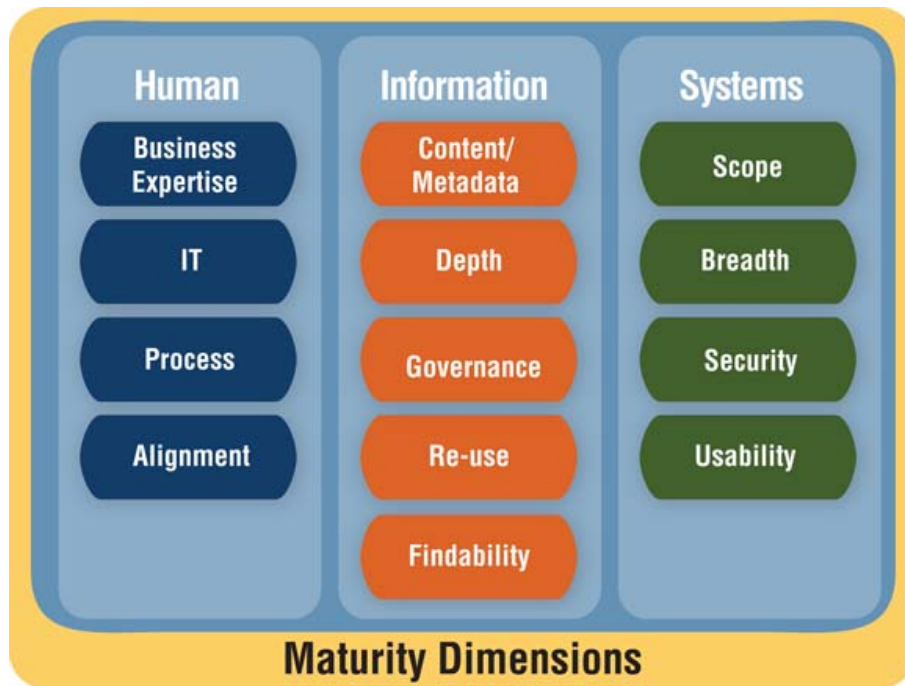 Human
Business
Expertise
IT
Process
Alignment
Information
Content/
Metadata
Depth
Governance
Re-use
Findability
Systems
Scope
Breadth
Security
Usability
Maturity Dimensions